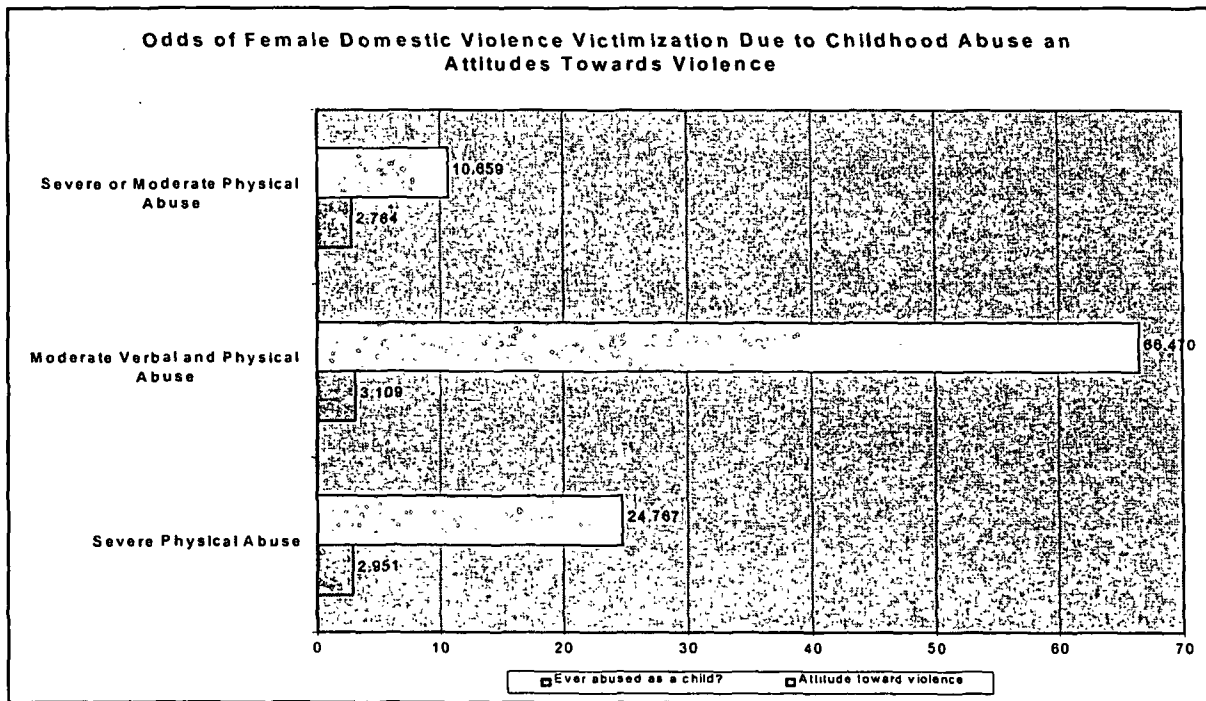 Odds of Female Domestic Violence Victimization Due to Childhood Abuse an
Attitudes Towards Violence
Severe or Moderate Physical
Abuse
10.659
2.764
Moderate Verbal and Physical
Abuse
66.470
3.109
Severe Physical Abuse
24.767
2.951
0 10 20 30 40 50 60 70
Ever abused as a child? Attitude toward violence